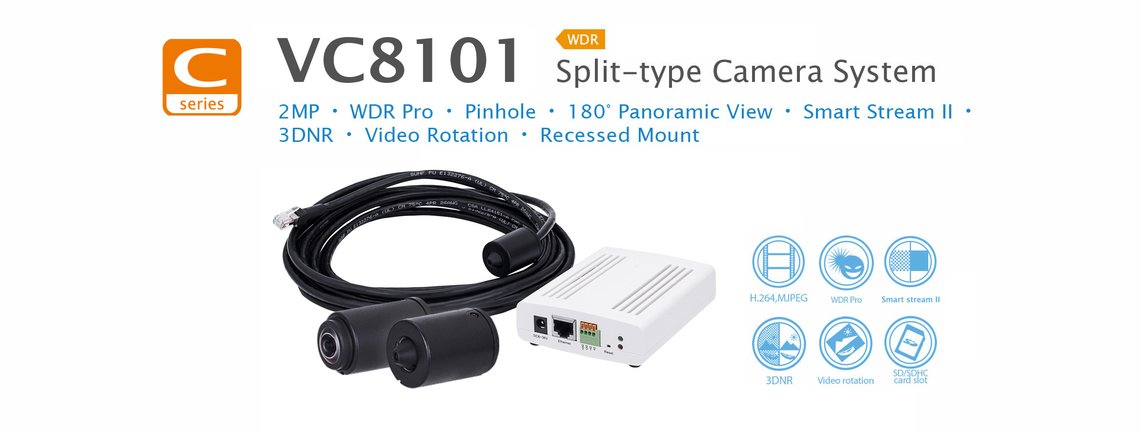 C
series
VC8101
WDR
Split-type Camera System
2MP • WDR Pro • Pinhole • 180° Panoramic View • Smart Stream II •
3DNR • Video Rotation • Recessed Mount
H.264,MJPEG
WDR Pro
Smart stream II
3DNR
Video rotation
SD/SDHC
card slot
Ethernet
Reset